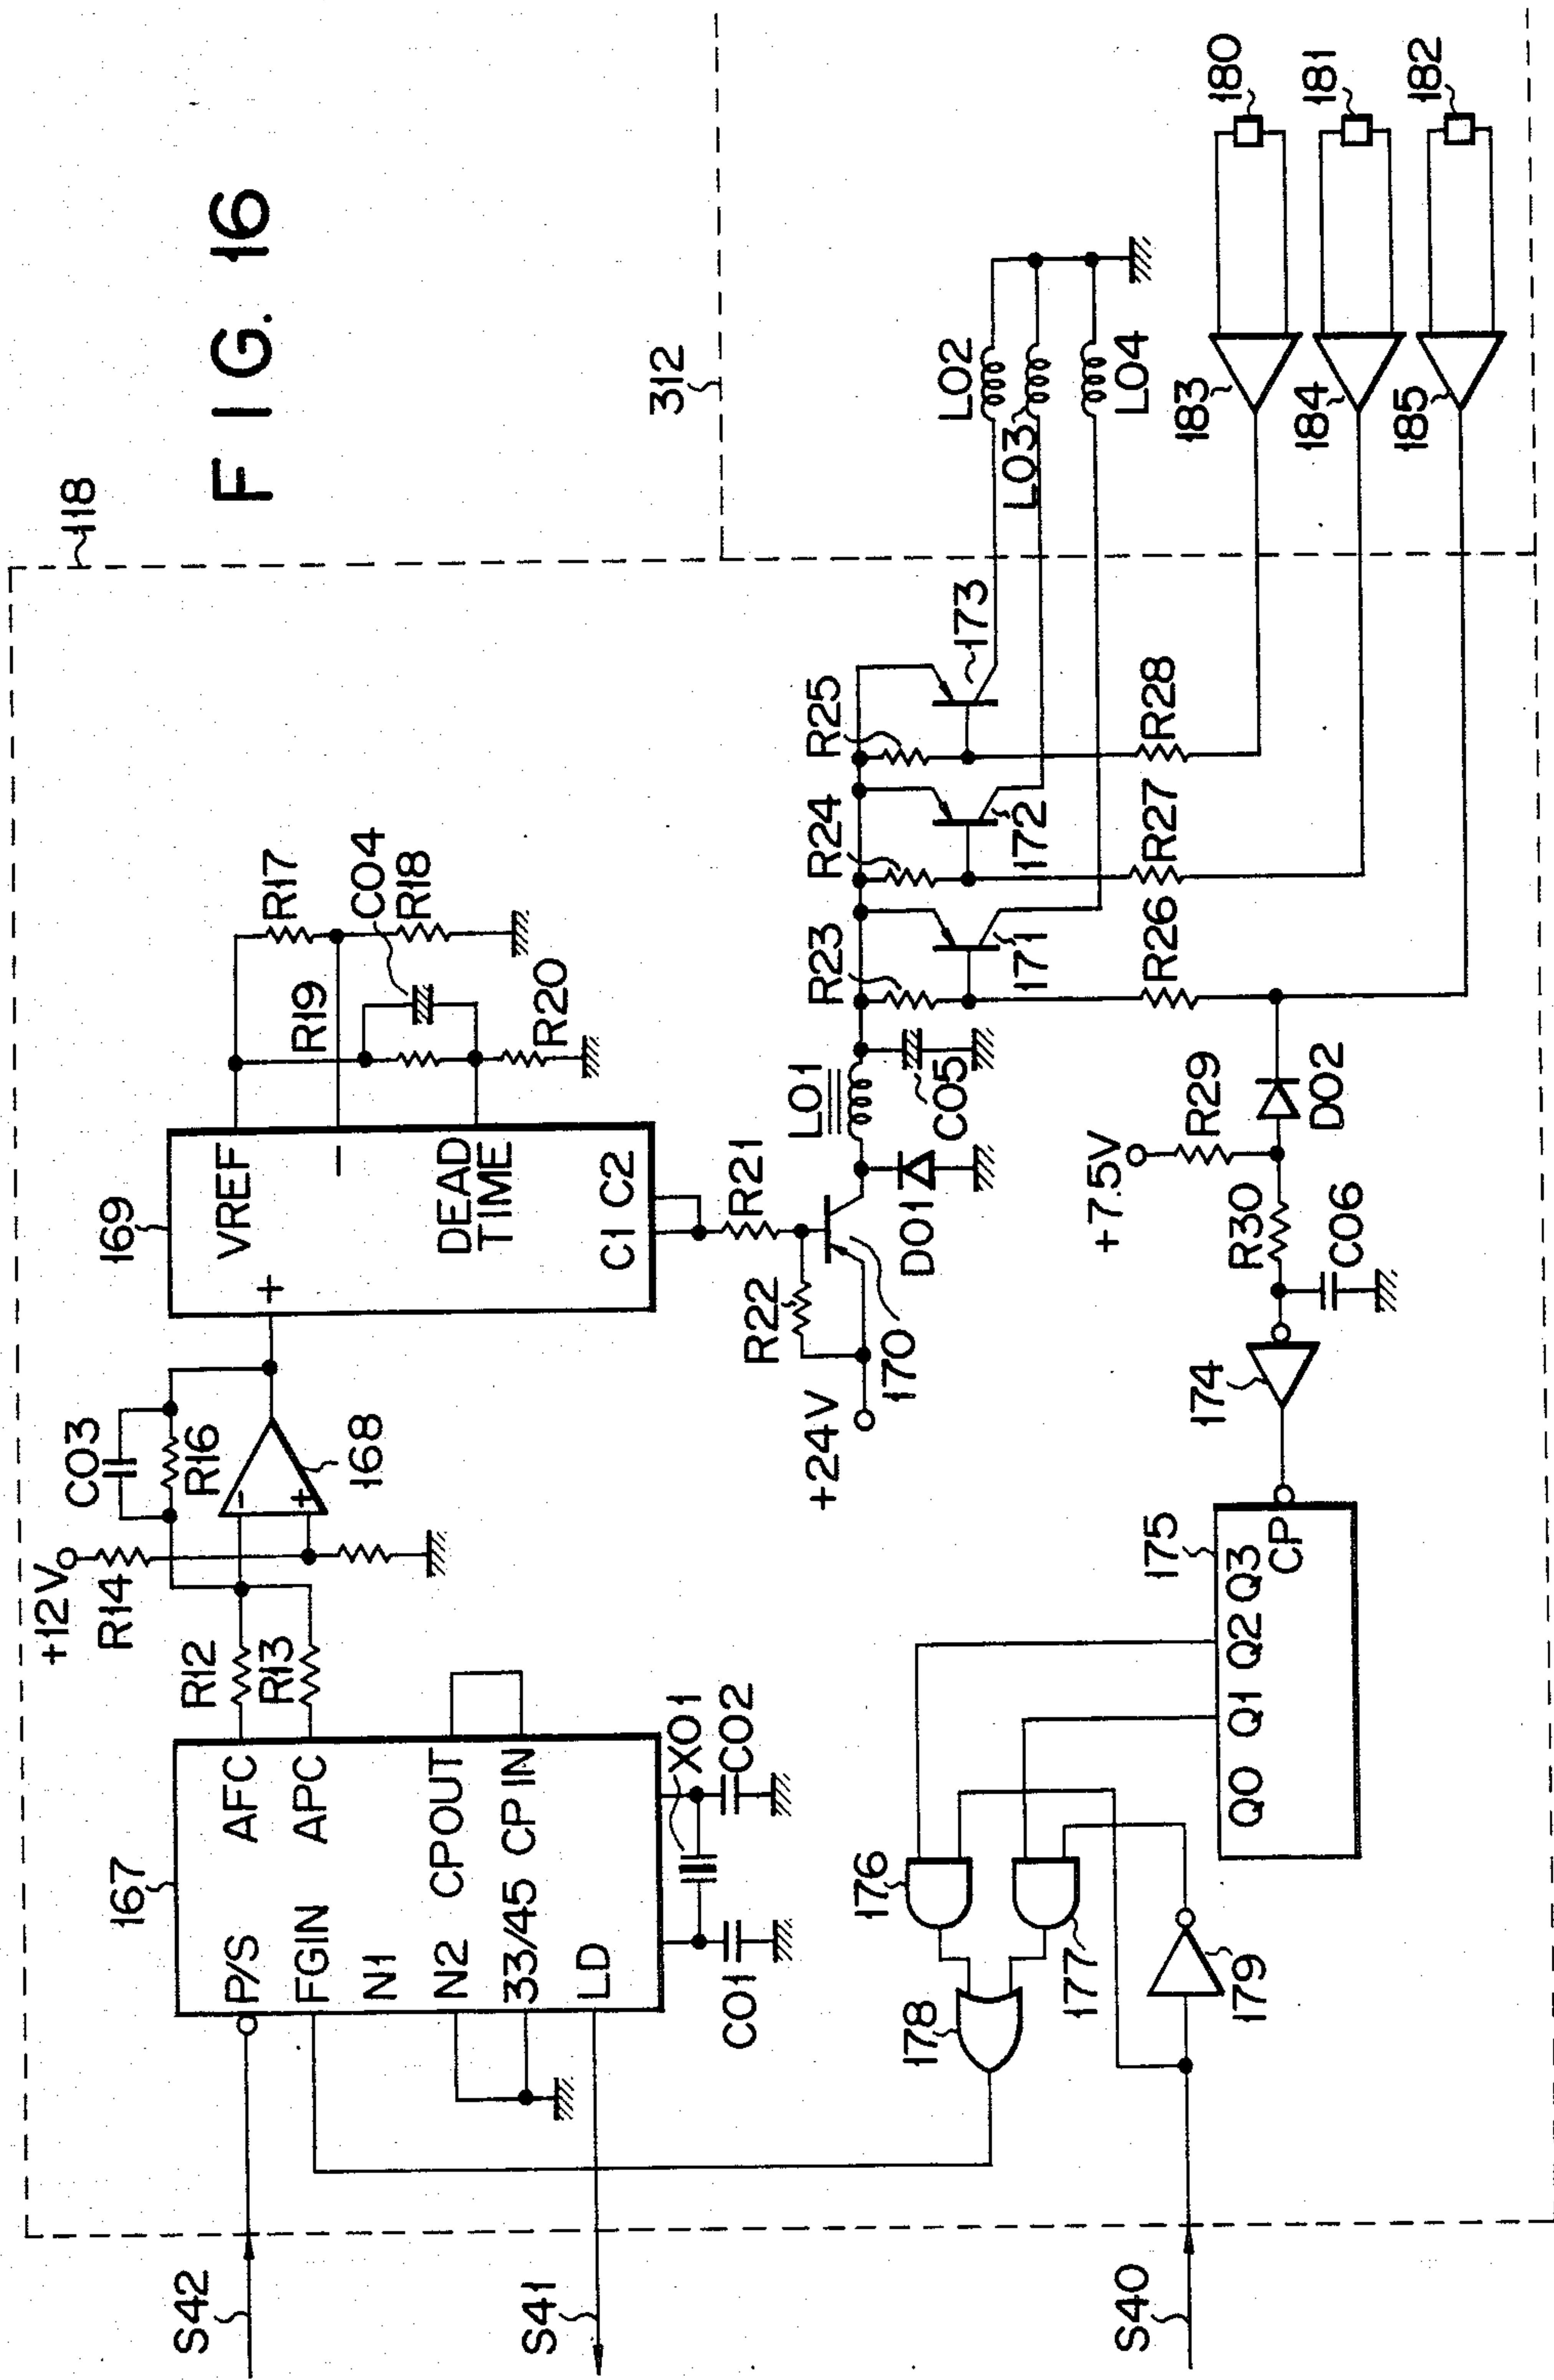 FIG. 16
118
312
S42
S41
S40
167
P/S
AFC
FGIN
APC
N1
N2
CPOUT
33/45
CP IN
LD
C01
X01
C02
R12
R13
R14
+12V
C03
R16
168
169
+
VREF
-
DEAD
TIME
C1
C2
R17
R18
R19
C04
R20
R21
R22
170
+24V
D01
L01
C05
R23
R24
R25
171
172
173
R26
R27
R28
L02
L03
L04
180
181
182
183
184
185
+7.5V
R29
D02
R30
C06
174
175
Q0
Q1
Q2
Q3
CP
176
177
178
179
-
+